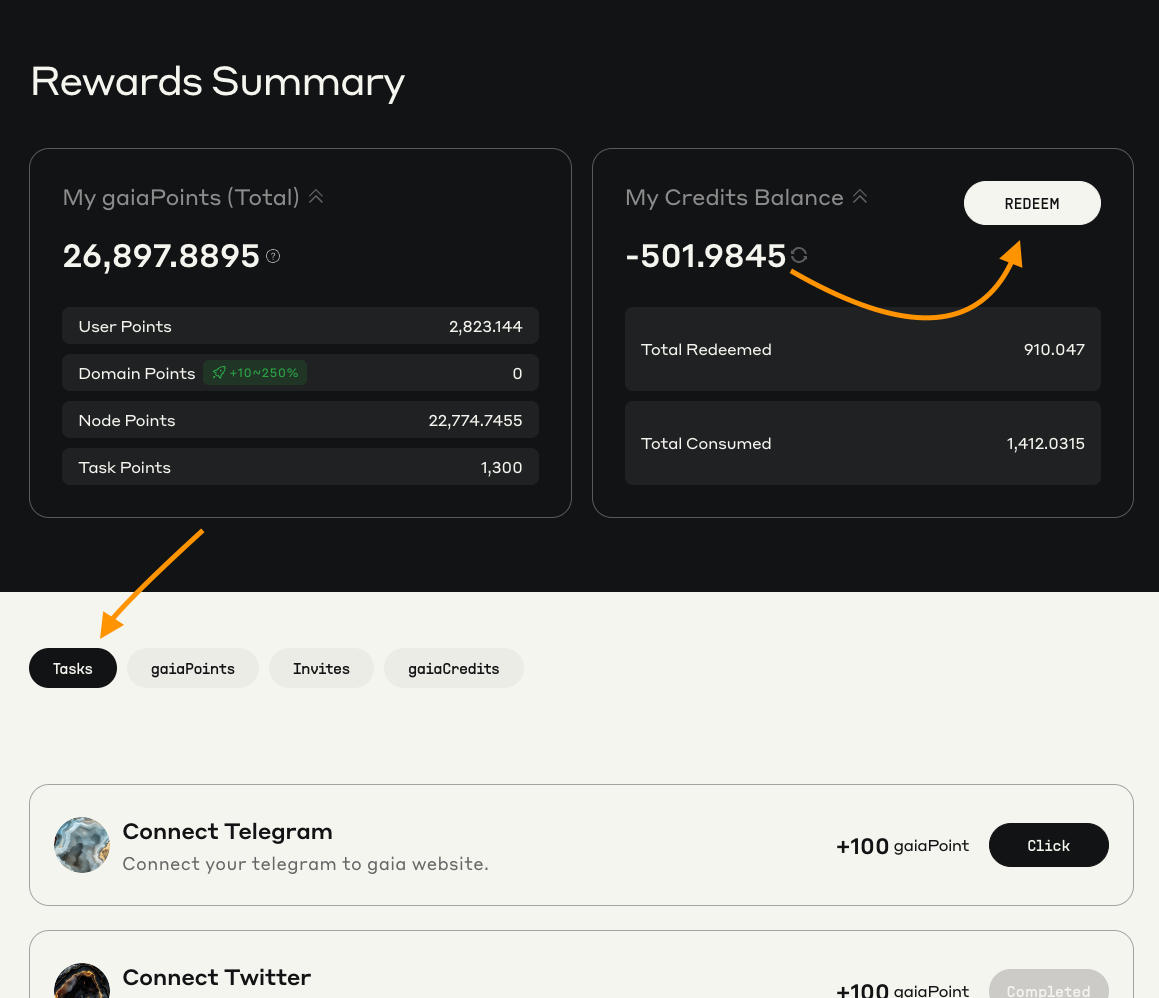 Rewards Summary
My gaiaPoints (Total)
26,897.8895
User Points 2,823.144
Domain Points +10~250% 0
Node Points 22,774.7455
Task Points 1,300
My Credits Balance
REDEEM
-501.9845
Total Redeemed 910.047
Total Consumed 1,412.0315
Tasks gaiaPoints Invites gaiaCredits
Connect Telegram
Connect your telegram to gaia website.
+100 gaiaPoint Click
Connect Twitter
+100 gaiaPoint Completed